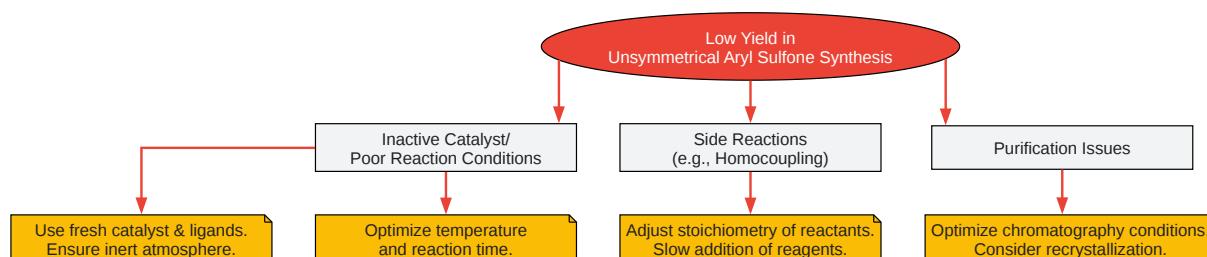 Low Yield in
Unsymmetrical Aryl Sulfone Synthesis
Inactive Catalyst/
Poor Reaction Conditions
Side Reactions
(e.g., Homocoupling)
Purification Issues
Use fresh catalyst & ligands.
Ensure inert atmosphere.
Optimize temperature
and reaction time.
Adjust stoichiometry of reactants.
Slow addition of reagents.
Optimize chromatography conditions.
Consider recrystallization.